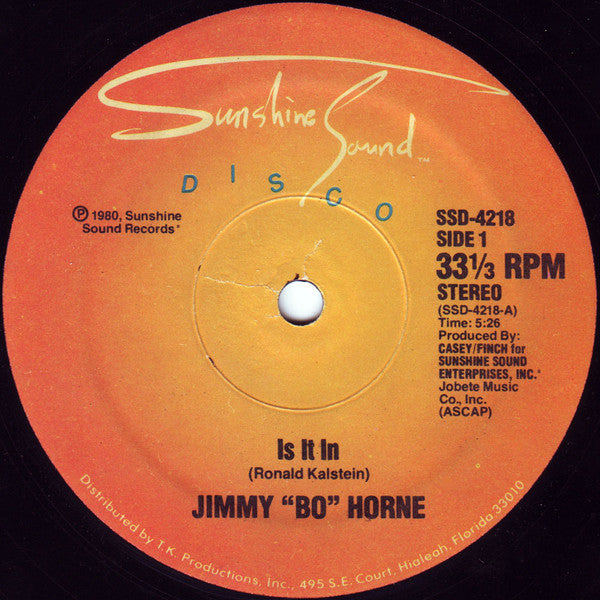 Sunshine Sound™
DISCO
℗ 1980, Sunshine
Sound Records*
SSD-4218
SIDE 1
33⅓ RPM
STEREO
(SSD-4218-A)
Time: 5:26
Produced By:
CASEY/FINCH for
SUNSHINE SOUND
ENTERPRISES, INC.*
Jobete Music
Co., Inc.
(ASCAP)
Is It In
(Ronald Kalstein)
JIMMY "BO" HORNE
Distributed by T.K. Productions, Inc., 495 S.E. Court, Hialeah, Florida 33010